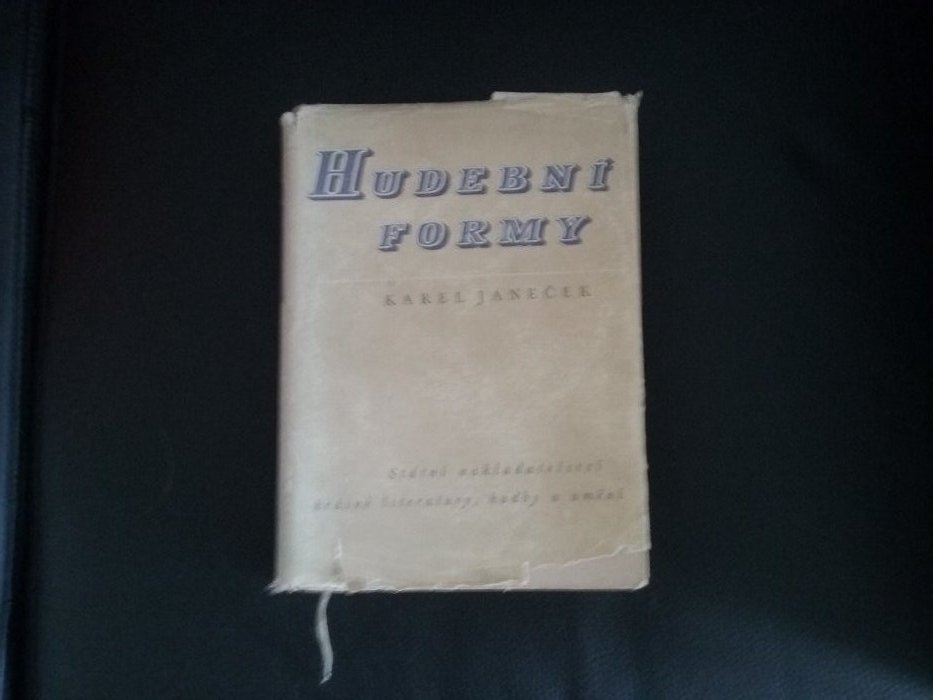 HUDEBNÍ
FORMY
KAREL JANEČEK
Státní nakladatelství
krásné literatury, hudby a umění